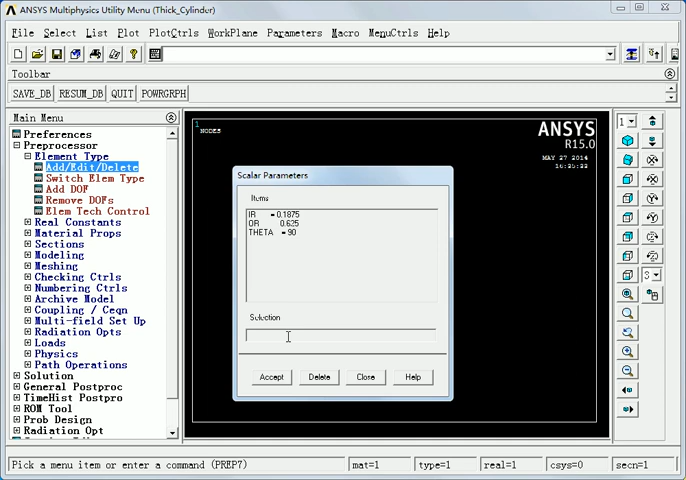 ANSYS Multiphysics Utility Menu (Thick_Cylinder)
File Select List Plot PlotCtrls WorkPlane Parameters Macro MenuCtrls Help
Toolbar
SAVE_DB RESUM_DB QUIT POWRGRPH
Main Menu
Preferences
Preprocessor
Element Type
Add/Edit/Delete
Switch Elem Type
Add DOF
Remove DOFs
Elem Tech Control
Real Constants
Material Props
Sections
Modeling
Meshing
Checking Ctrls
Numbering Ctrls
Archive Model
Coupling / Ceqn
Multi-field Set Up
Radiation Opts
Loads
Physics
Path Operations
Solution
General Postproc
TimeHist Postpro
ROM Tool
Prob Design
Radiation Opt
1
NODES
ANSYS
R15.0
MAY 27 2014
Scalar Parameters
Items
IR = 0.1875
OR 0.625
THETA = 90
Selection
Accept Delete Close Help
1
3
Pick a menu item or enter a command (PREP7)
mat=1 type=1 real=1 csys=0 secn=1